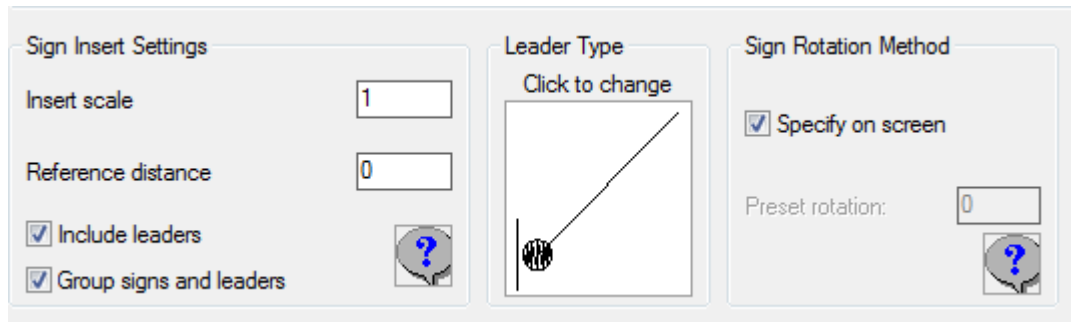 Sign Insert Settings
Insert scale
1
Reference distance
0
Include leaders
Group signs and leaders
?
Leader Type
Click to change
Sign Rotation Method
Specify on screen
Preset rotation:
0
?